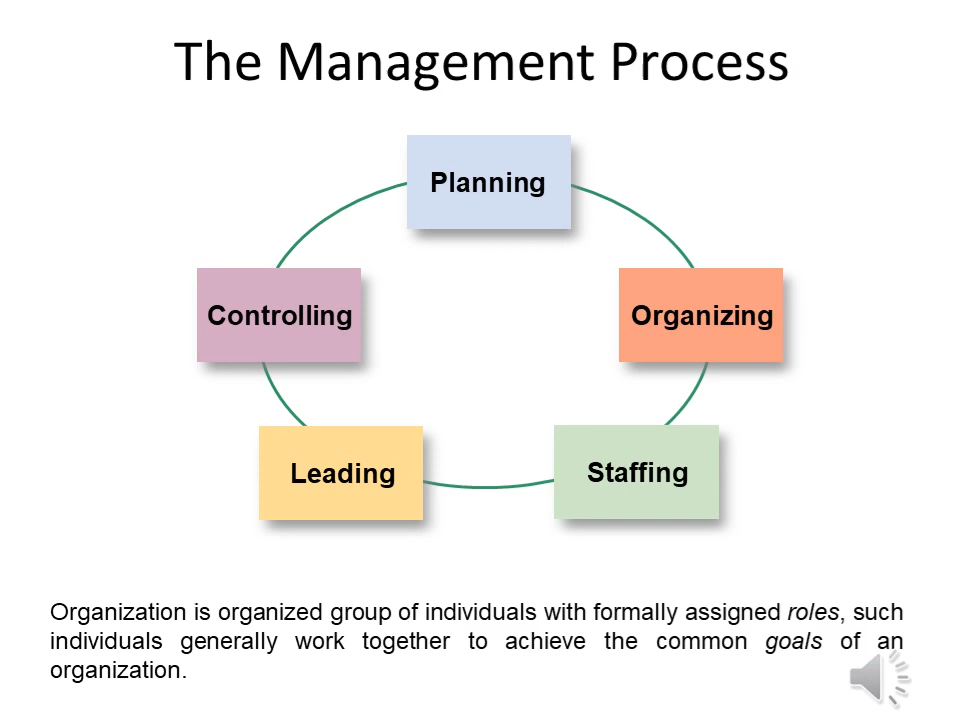 The Management Process
Planning
Controlling
Organizing
Leading
Staffing
Organization is organized group of individuals with formally assigned roles, such
individuals generally work together to achieve the common goals of an
organization.